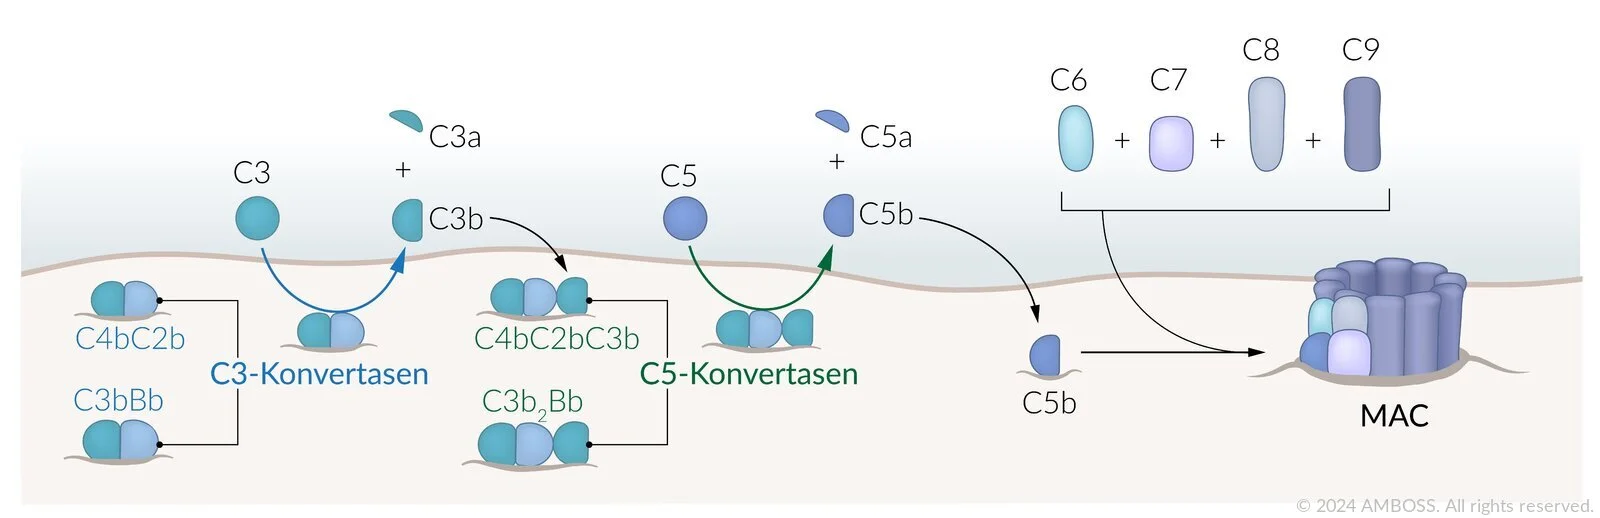 C3
C3a
+
C3b
C4bC2b
C3-Konvertasen
C3bBb
C5
C5a
+
C5b
C4bC2bC3b
C5-Konvertasen
C3b₂Bb
C5b
C6 + C7 + C8 + C9
MAC
© 2024 AMBOSS. All rights reserved.